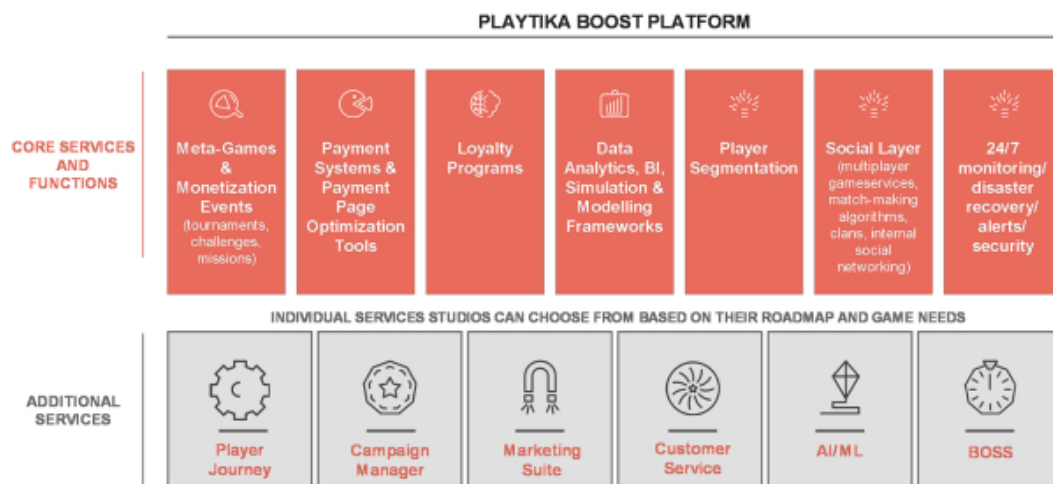 PLAYTIKA BOOST PLATFORM
CORE SERVICES
AND
FUNCTIONS
Meta-Games
&
Monetization
Events
(tournaments,
challenges,
missions)
Payment
Systems &
Payment
Page
Optimization
Tools
Loyalty
Programs
Data
Analytics, BI,
Simulation &
Modelling
Frameworks
Player
Segmentation
Social Layer
(multiplayer
gameservices,
match-making
algorithms,
clans, internal
social
networking)
24/7
monitoring/
disaster
recovery/
alerts/
security
INDIVIDUAL SERVICES STUDIOS CAN CHOOSE FROM BASED ON THEIR ROADMAP AND GAME NEEDS
ADDITIONAL
SERVICES
Player
Journey
Campaign
Manager
Marketing
Suite
Customer
Service
AI/ML
BOSS